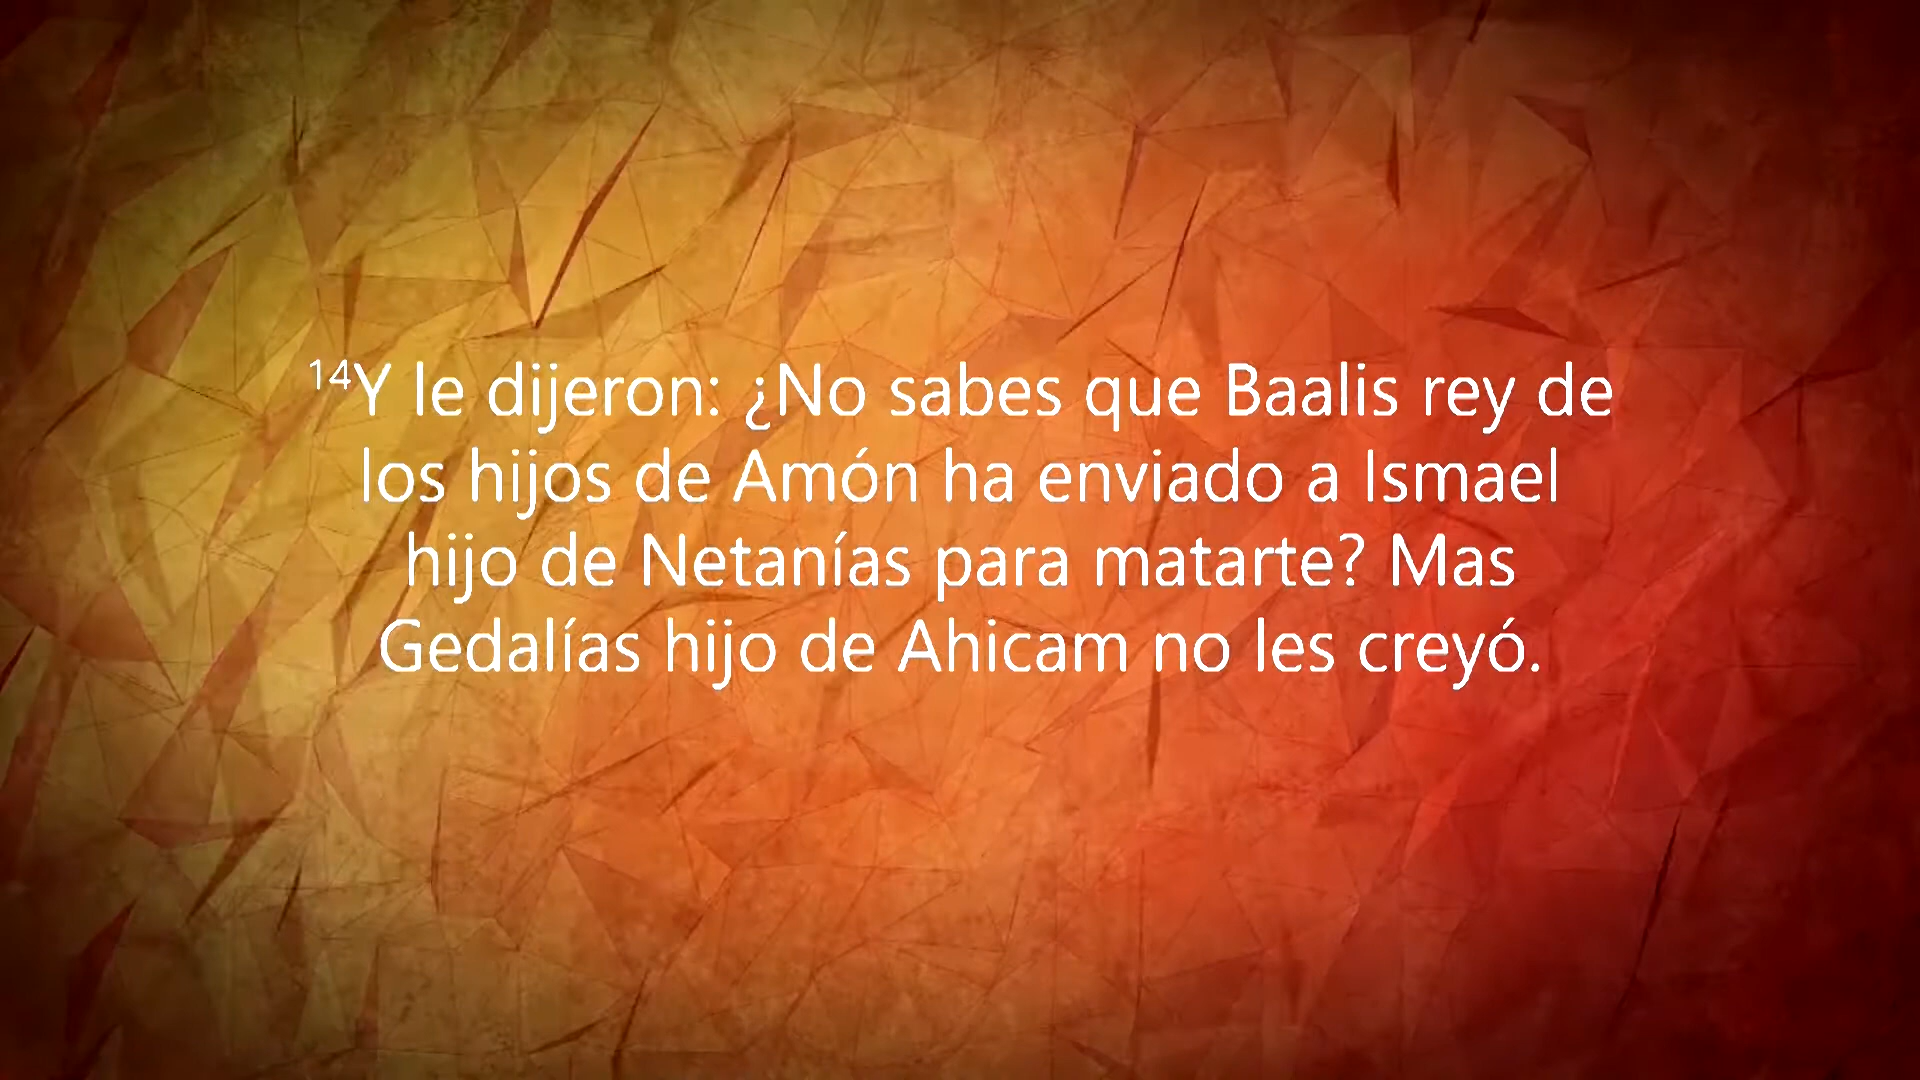 ¹⁴Y le dijeron: ¿No sabes que Baalis rey de
los hijos de Amón ha enviado a Ismael
hijo de Netanías para matarte? Mas
Gedalías hijo de Ahicam no les creyó.